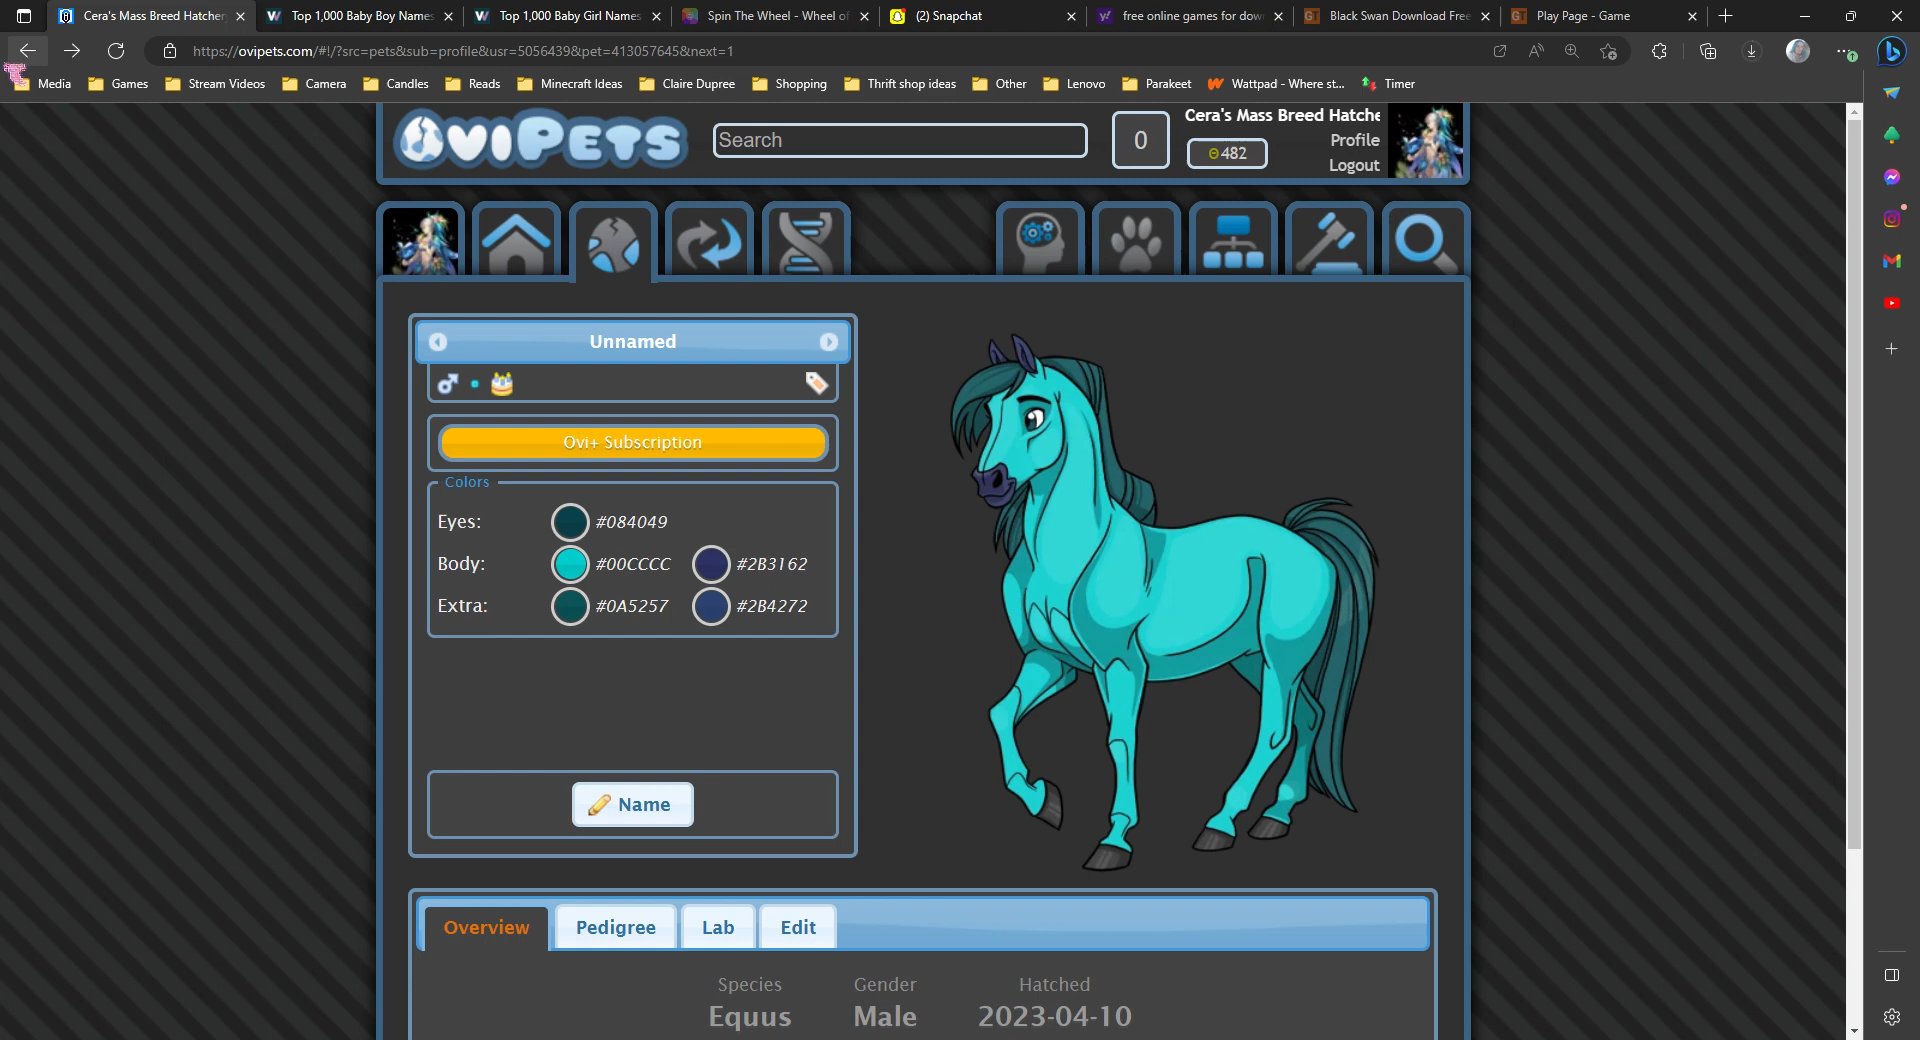 Cera's Mass Breed Hatcher
Top 1,000 Baby Boy Names
Top 1,000 Baby Girl Names
Spin The Wheel - Wheel of
(2) Snapchat
free online games for dow
Black Swan Download Free
Play Page - Game
https://ovipets.com/#!/?src=pets&sub=profile&usr=5056439&pet=413057645&next=1
Media
Games
Stream Videos
Camera
Candles
Reads
Minecraft Ideas
Claire Dupree
Shopping
Thrift shop ideas
Other
Lenovo
Parakeet
Wattpad - Where st...
Timer
OviPets
Search
0
Cera's Mass Breed Hatche
482
Profile
Logout
Unnamed
Ovi+ Subscription
Colors
Eyes: #084049
Body: #00CCCC #2B3162
Extra: #0A5257 #2B4272
Name
Overview
Pedigree
Lab
Edit
Species Gender Hatched
Equus Male 2023-04-10